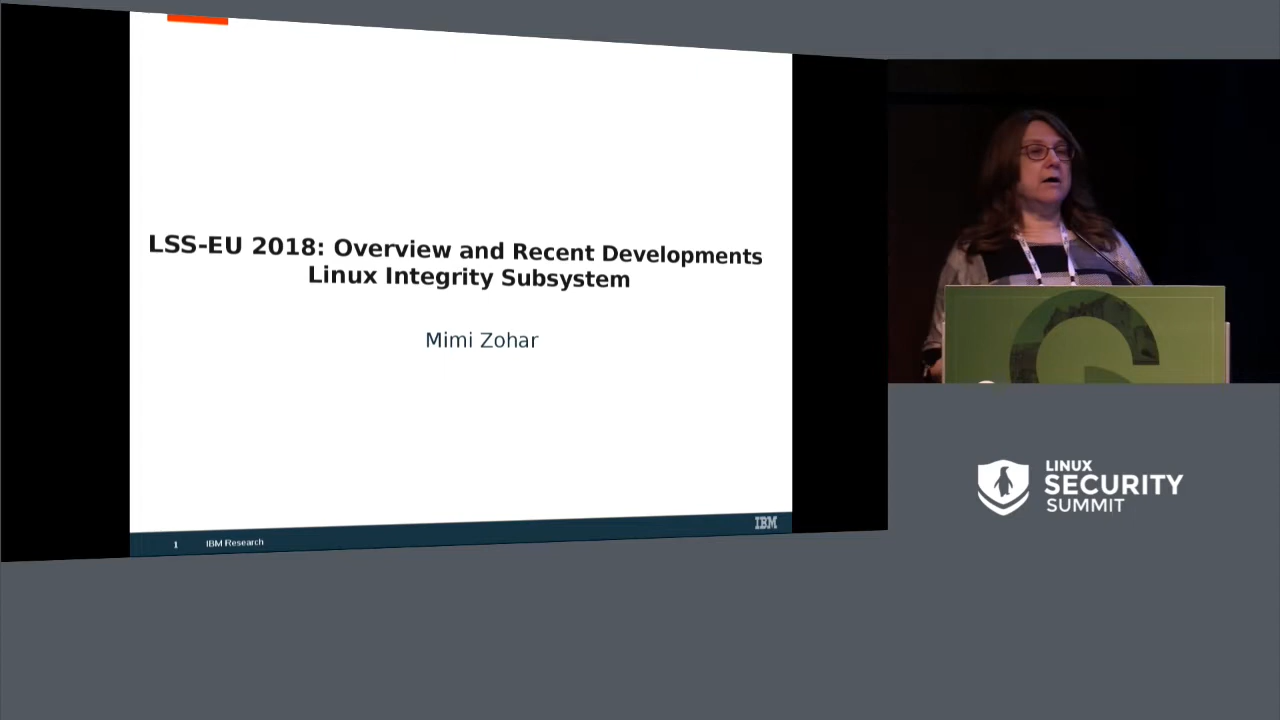 LSS-EU 2018: Overview and Recent Developments
Linux Integrity Subsystem
Mimi Zohar
1 IBM Research
IBM
LINUX
SECURITY
SUMMIT